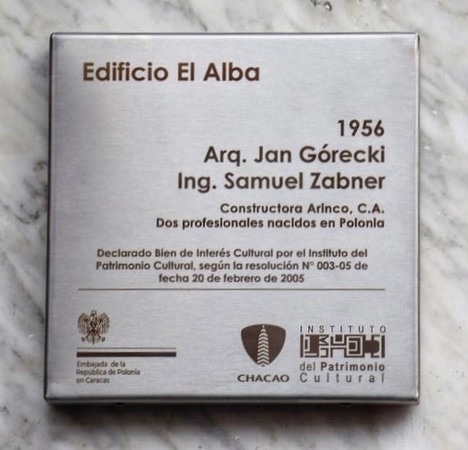 Edificio El Alba
1956
Arq. Jan Górecki
Ing. Samuel Zabner
Constructora Arinco, C.A.
Dos profesionales nacidos en Polonia
Declarado Bien de Interés Cultural por el Instituto del
Patrimonio Cultural, según la resolución N° 003-05 de
fecha 20 de febrero de 2005
Embajada de la
República de Polonia
en Caracas
CHACAO
INSTITUTO
del Patrimonio
Cultural